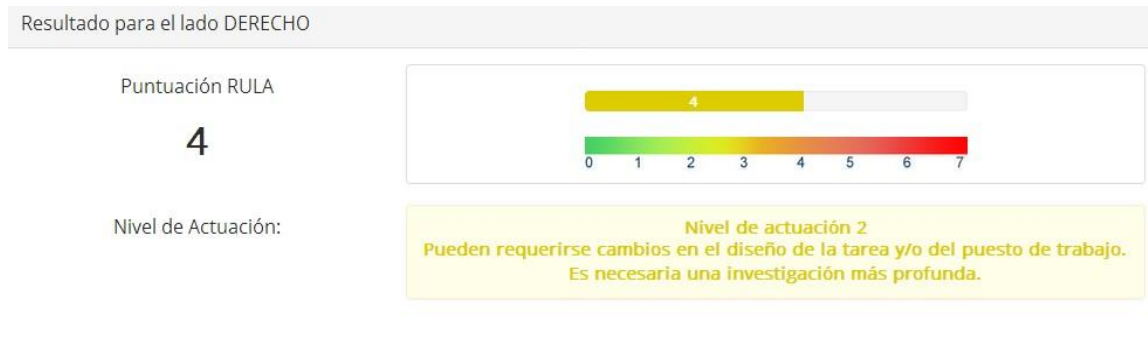 Resultado para el lado DERECHO
Puntuación RULA
4
4
0 1 2 3 4 5 6 7
Nivel de Actuación:
Nivel de actuación 2
Pueden requerirse cambios en el diseño de la tarea y/o del puesto de trabajo.
Es necesaria una investigación más profunda.